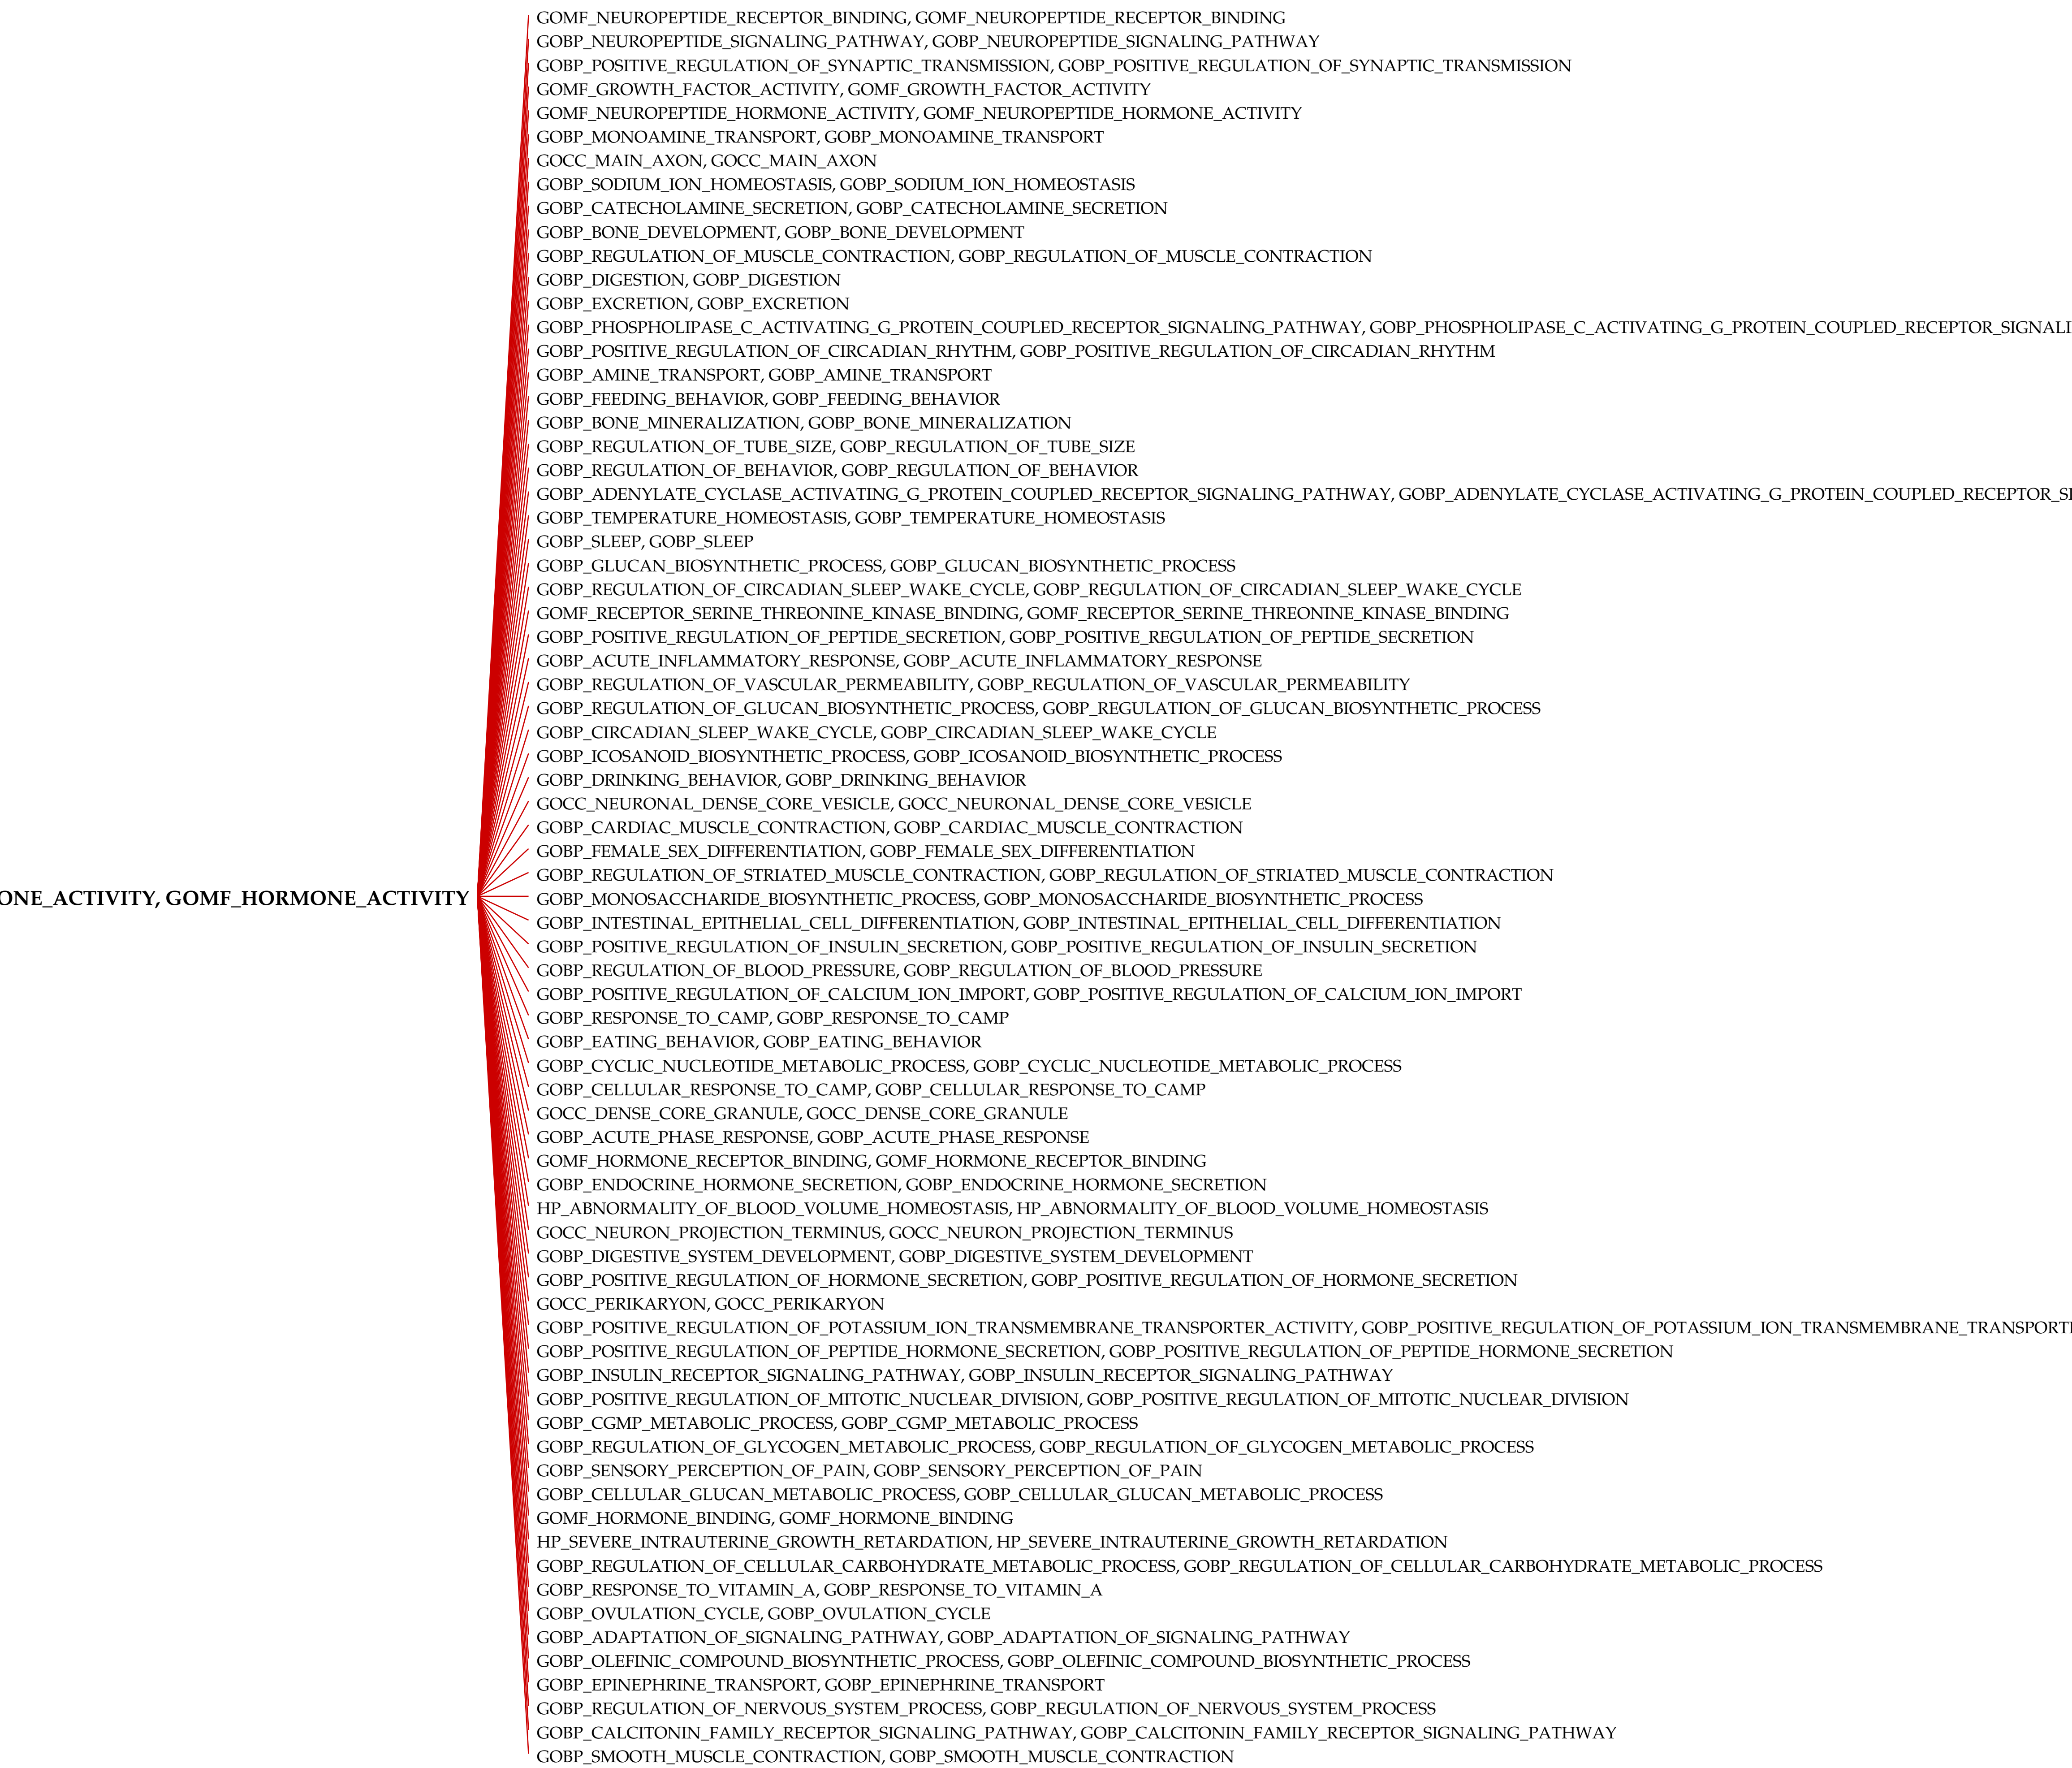 GOMF_NEUROPEPTIDE_RECEPTOR_BINDING, GOMF_NEUROPEPTIDE_RECEPTOR_BINDING
GOBP_NEUROPEPTIDE_SIGNALING_PATHWAY, GOBP_NEUROPEPTIDE_SIGNALING_PATHWAY
GOBP_POSITIVE_REGULATION_OF_SYNAPTIC_TRANSMISSION, GOBP_POSITIVE_REGULATION_OF_SYNAPTIC_TRANSMISSION
GOMF_GROWTH_FACTOR_ACTIVITY, GOMF_GROWTH_FACTOR_ACTIVITY
GOMF_NEUROPEPTIDE_HORMONE_ACTIVITY, GOMF_NEUROPEPTIDE_HORMONE_ACTIVITY
GOBP_MONOAMINE_TRANSPORT, GOBP_MONOAMINE_TRANSPORT
GOCC_MAIN_AXON, GOCC_MAIN_AXON
GOBP_SODIUM_ION_HOMEOSTASIS, GOBP_SODIUM_ION_HOMEOSTASIS
GOBP_CATECHOLAMINE_SECRETION, GOBP_CATECHOLAMINE_SECRETION
GOBP_BONE_DEVELOPMENT, GOBP_BONE_DEVELOPMENT
GOBP_REGULATION_OF_MUSCLE_CONTRACTION, GOBP_REGULATION_OF_MUSCLE_CONTRACTION
GOBP_DIGESTION, GOBP_DIGESTION
GOBP_EXCRETION, GOBP_EXCRETION
GOBP_PHOSPHOLIPASE_C_ACTIVATING_G_PROTEIN_COUPLED_RECEPTOR_SIGNALING_PATHWAY, GOBP_PHOSPHOLIPASE_C_ACTIVATING_G_PROTEIN_COUPLED_RECEPTOR_SIGNALI
GOBP_POSITIVE_REGULATION_OF_CIRCADIAN_RHYTHM, GOBP_POSITIVE_REGULATION_OF_CIRCADIAN_RHYTHM
GOBP_AMINE_TRANSPORT, GOBP_AMINE_TRANSPORT
GOBP_FEEDING_BEHAVIOR, GOBP_FEEDING_BEHAVIOR
GOBP_BONE_MINERALIZATION, GOBP_BONE_MINERALIZATION
GOBP_REGULATION_OF_TUBE_SIZE, GOBP_REGULATION_OF_TUBE_SIZE
GOBP_REGULATION_OF_BEHAVIOR, GOBP_REGULATION_OF_BEHAVIOR
GOBP_ADENYLATE_CYCLASE_ACTIVATING_G_PROTEIN_COUPLED_RECEPTOR_SIGNALING_PATHWAY, GOBP_ADENYLATE_CYCLASE_ACTIVATING_G_PROTEIN_COUPLED_RECEPTOR_SI
GOBP_TEMPERATURE_HOMEOSTASIS, GOBP_TEMPERATURE_HOMEOSTASIS
GOBP_SLEEP, GOBP_SLEEP
GOBP_GLUCAN_BIOSYNTHETIC_PROCESS, GOBP_GLUCAN_BIOSYNTHETIC_PROCESS
GOBP_REGULATION_OF_CIRCADIAN_SLEEP_WAKE_CYCLE, GOBP_REGULATION_OF_CIRCADIAN_SLEEP_WAKE_CYCLE
GOMF_RECEPTOR_SERINE_THREONINE_KINASE_BINDING, GOMF_RECEPTOR_SERINE_THREONINE_KINASE_BINDING
GOBP_POSITIVE_REGULATION_OF_PEPTIDE_SECRETION, GOBP_POSITIVE_REGULATION_OF_PEPTIDE_SECRETION
GOBP_ACUTE_INFLAMMATORY_RESPONSE, GOBP_ACUTE_INFLAMMATORY_RESPONSE
GOBP_REGULATION_OF_VASCULAR_PERMEABILITY, GOBP_REGULATION_OF_VASCULAR_PERMEABILITY
GOBP_REGULATION_OF_GLUCAN_BIOSYNTHETIC_PROCESS, GOBP_REGULATION_OF_GLUCAN_BIOSYNTHETIC_PROCESS
GOBP_CIRCADIAN_SLEEP_WAKE_CYCLE, GOBP_CIRCADIAN_SLEEP_WAKE_CYCLE
GOBP_ICOSANOID_BIOSYNTHETIC_PROCESS, GOBP_ICOSANOID_BIOSYNTHETIC_PROCESS
GOBP_DRINKING_BEHAVIOR, GOBP_DRINKING_BEHAVIOR
GOCC_NEURONAL_DENSE_CORE_VESICLE, GOCC_NEURONAL_DENSE_CORE_VESICLE
GOBP_CARDIAC_MUSCLE_CONTRACTION, GOBP_CARDIAC_MUSCLE_CONTRACTION
GOBP_FEMALE_SEX_DIFFERENTIATION, GOBP_FEMALE_SEX_DIFFERENTIATION
GOBP_REGULATION_OF_STRIATED_MUSCLE_CONTRACTION, GOBP_REGULATION_OF_STRIATED_MUSCLE_CONTRACTION
ONE_ACTIVITY, GOMF_HORMONE_ACTIVITY
GOBP_MONOSACCHARIDE_BIOSYNTHETIC_PROCESS, GOBP_MONOSACCHARIDE_BIOSYNTHETIC_PROCESS
GOBP_INTESTINAL_EPITHELIAL_CELL_DIFFERENTIATION, GOBP_INTESTINAL_EPITHELIAL_CELL_DIFFERENTIATION
GOBP_POSITIVE_REGULATION_OF_INSULIN_SECRETION, GOBP_POSITIVE_REGULATION_OF_INSULIN_SECRETION
GOBP_REGULATION_OF_BLOOD_PRESSURE, GOBP_REGULATION_OF_BLOOD_PRESSURE
GOBP_POSITIVE_REGULATION_OF_CALCIUM_ION_IMPORT, GOBP_POSITIVE_REGULATION_OF_CALCIUM_ION_IMPORT
GOBP_RESPONSE_TO_CAMP, GOBP_RESPONSE_TO_CAMP
GOBP_EATING_BEHAVIOR, GOBP_EATING_BEHAVIOR
GOBP_CYCLIC_NUCLEOTIDE_METABOLIC_PROCESS, GOBP_CYCLIC_NUCLEOTIDE_METABOLIC_PROCESS
GOBP_CELLULAR_RESPONSE_TO_CAMP, GOBP_CELLULAR_RESPONSE_TO_CAMP
GOCC_DENSE_CORE_GRANULE, GOCC_DENSE_CORE_GRANULE
GOBP_ACUTE_PHASE_RESPONSE, GOBP_ACUTE_PHASE_RESPONSE
GOMF_HORMONE_RECEPTOR_BINDING, GOMF_HORMONE_RECEPTOR_BINDING
GOBP_ENDOCRINE_HORMONE_SECRETION, GOBP_ENDOCRINE_HORMONE_SECRETION
HP_ABNORMALITY_OF_BLOOD_VOLUME_HOMEOSTASIS, HP_ABNORMALITY_OF_BLOOD_VOLUME_HOMEOSTASIS
GOCC_NEURON_PROJECTION_TERMINUS, GOCC_NEURON_PROJECTION_TERMINUS
GOBP_DIGESTIVE_SYSTEM_DEVELOPMENT, GOBP_DIGESTIVE_SYSTEM_DEVELOPMENT
GOBP_POSITIVE_REGULATION_OF_HORMONE_SECRETION, GOBP_POSITIVE_REGULATION_OF_HORMONE_SECRETION
GOCC_PERIKARYON, GOCC_PERIKARYON
GOBP_POSITIVE_REGULATION_OF_POTASSIUM_ION_TRANSMEMBRANE_TRANSPORTER_ACTIVITY, GOBP_POSITIVE_REGULATION_OF_POTASSIUM_ION_TRANSMEMBRANE_TRANSPORTE
GOBP_POSITIVE_REGULATION_OF_PEPTIDE_HORMONE_SECRETION, GOBP_POSITIVE_REGULATION_OF_PEPTIDE_HORMONE_SECRETION
GOBP_INSULIN_RECEPTOR_SIGNALING_PATHWAY, GOBP_INSULIN_RECEPTOR_SIGNALING_PATHWAY
GOBP_POSITIVE_REGULATION_OF_MITOTIC_NUCLEAR_DIVISION, GOBP_POSITIVE_REGULATION_OF_MITOTIC_NUCLEAR_DIVISION
GOBP_CGMP_METABOLIC_PROCESS, GOBP_CGMP_METABOLIC_PROCESS
GOBP_REGULATION_OF_GLYCOGEN_METABOLIC_PROCESS, GOBP_REGULATION_OF_GLYCOGEN_METABOLIC_PROCESS
GOBP_SENSORY_PERCEPTION_OF_PAIN, GOBP_SENSORY_PERCEPTION_OF_PAIN
GOBP_CELLULAR_GLUCAN_METABOLIC_PROCESS, GOBP_CELLULAR_GLUCAN_METABOLIC_PROCESS
GOMF_HORMONE_BINDING, GOMF_HORMONE_BINDING
HP_SEVERE_INTRAUTERINE_GROWTH_RETARDATION, HP_SEVERE_INTRAUTERINE_GROWTH_RETARDATION
GOBP_REGULATION_OF_CELLULAR_CARBOHYDRATE_METABOLIC_PROCESS, GOBP_REGULATION_OF_CELLULAR_CARBOHYDRATE_METABOLIC_PROCESS
GOBP_RESPONSE_TO_VITAMIN_A, GOBP_RESPONSE_TO_VITAMIN_A
GOBP_OVULATION_CYCLE, GOBP_OVULATION_CYCLE
GOBP_ADAPTATION_OF_SIGNALING_PATHWAY, GOBP_ADAPTATION_OF_SIGNALING_PATHWAY
GOBP_OLEFINIC_COMPOUND_BIOSYNTHETIC_PROCESS, GOBP_OLEFINIC_COMPOUND_BIOSYNTHETIC_PROCESS
GOBP_EPINEPHRINE_TRANSPORT, GOBP_EPINEPHRINE_TRANSPORT
GOBP_REGULATION_OF_NERVOUS_SYSTEM_PROCESS, GOBP_REGULATION_OF_NERVOUS_SYSTEM_PROCESS
GOBP_CALCITONIN_FAMILY_RECEPTOR_SIGNALING_PATHWAY, GOBP_CALCITONIN_FAMILY_RECEPTOR_SIGNALING_PATHWAY
GOBP_SMOOTH_MUSCLE_CONTRACTION, GOBP_SMOOTH_MUSCLE_CONTRACTION